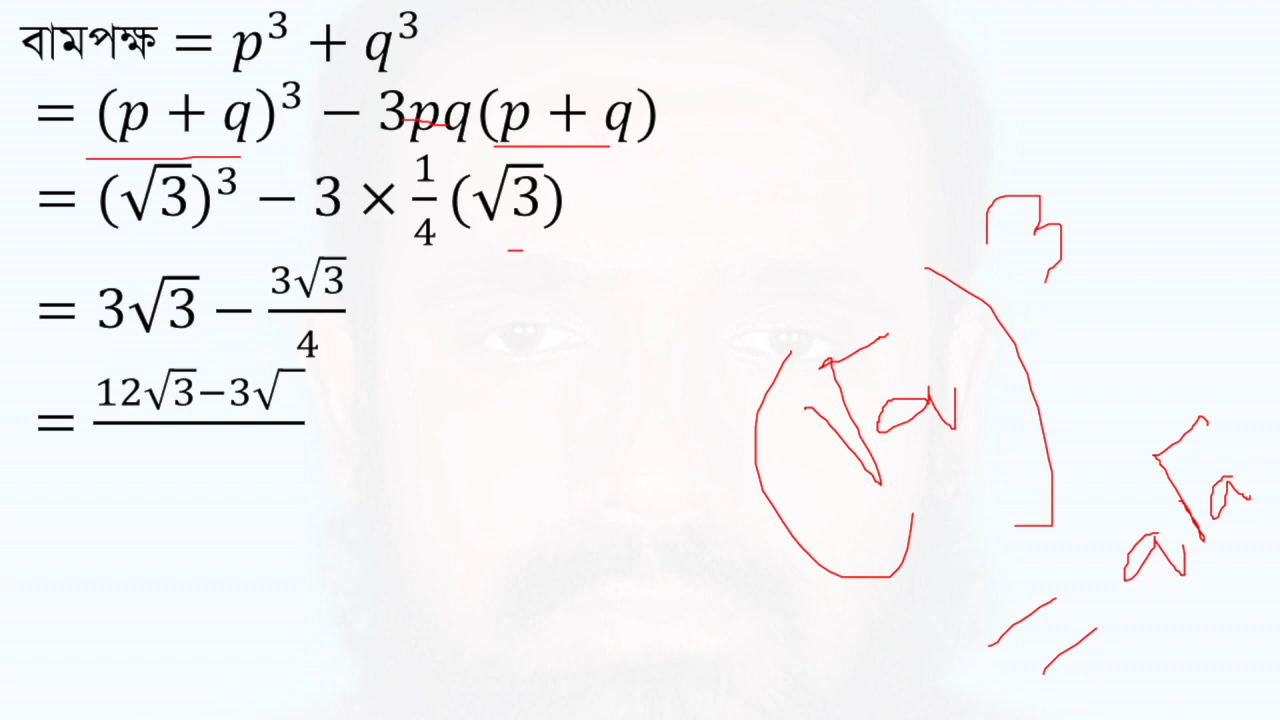 বামপক্ষ = p³ + q³
= (p + q)³ − 3pq(p + q)
= (√3)³ − 3 × 1/4 (√3)
= 3√3 − 3√3/4
= 12√3−3√
(√a)³
= a√a